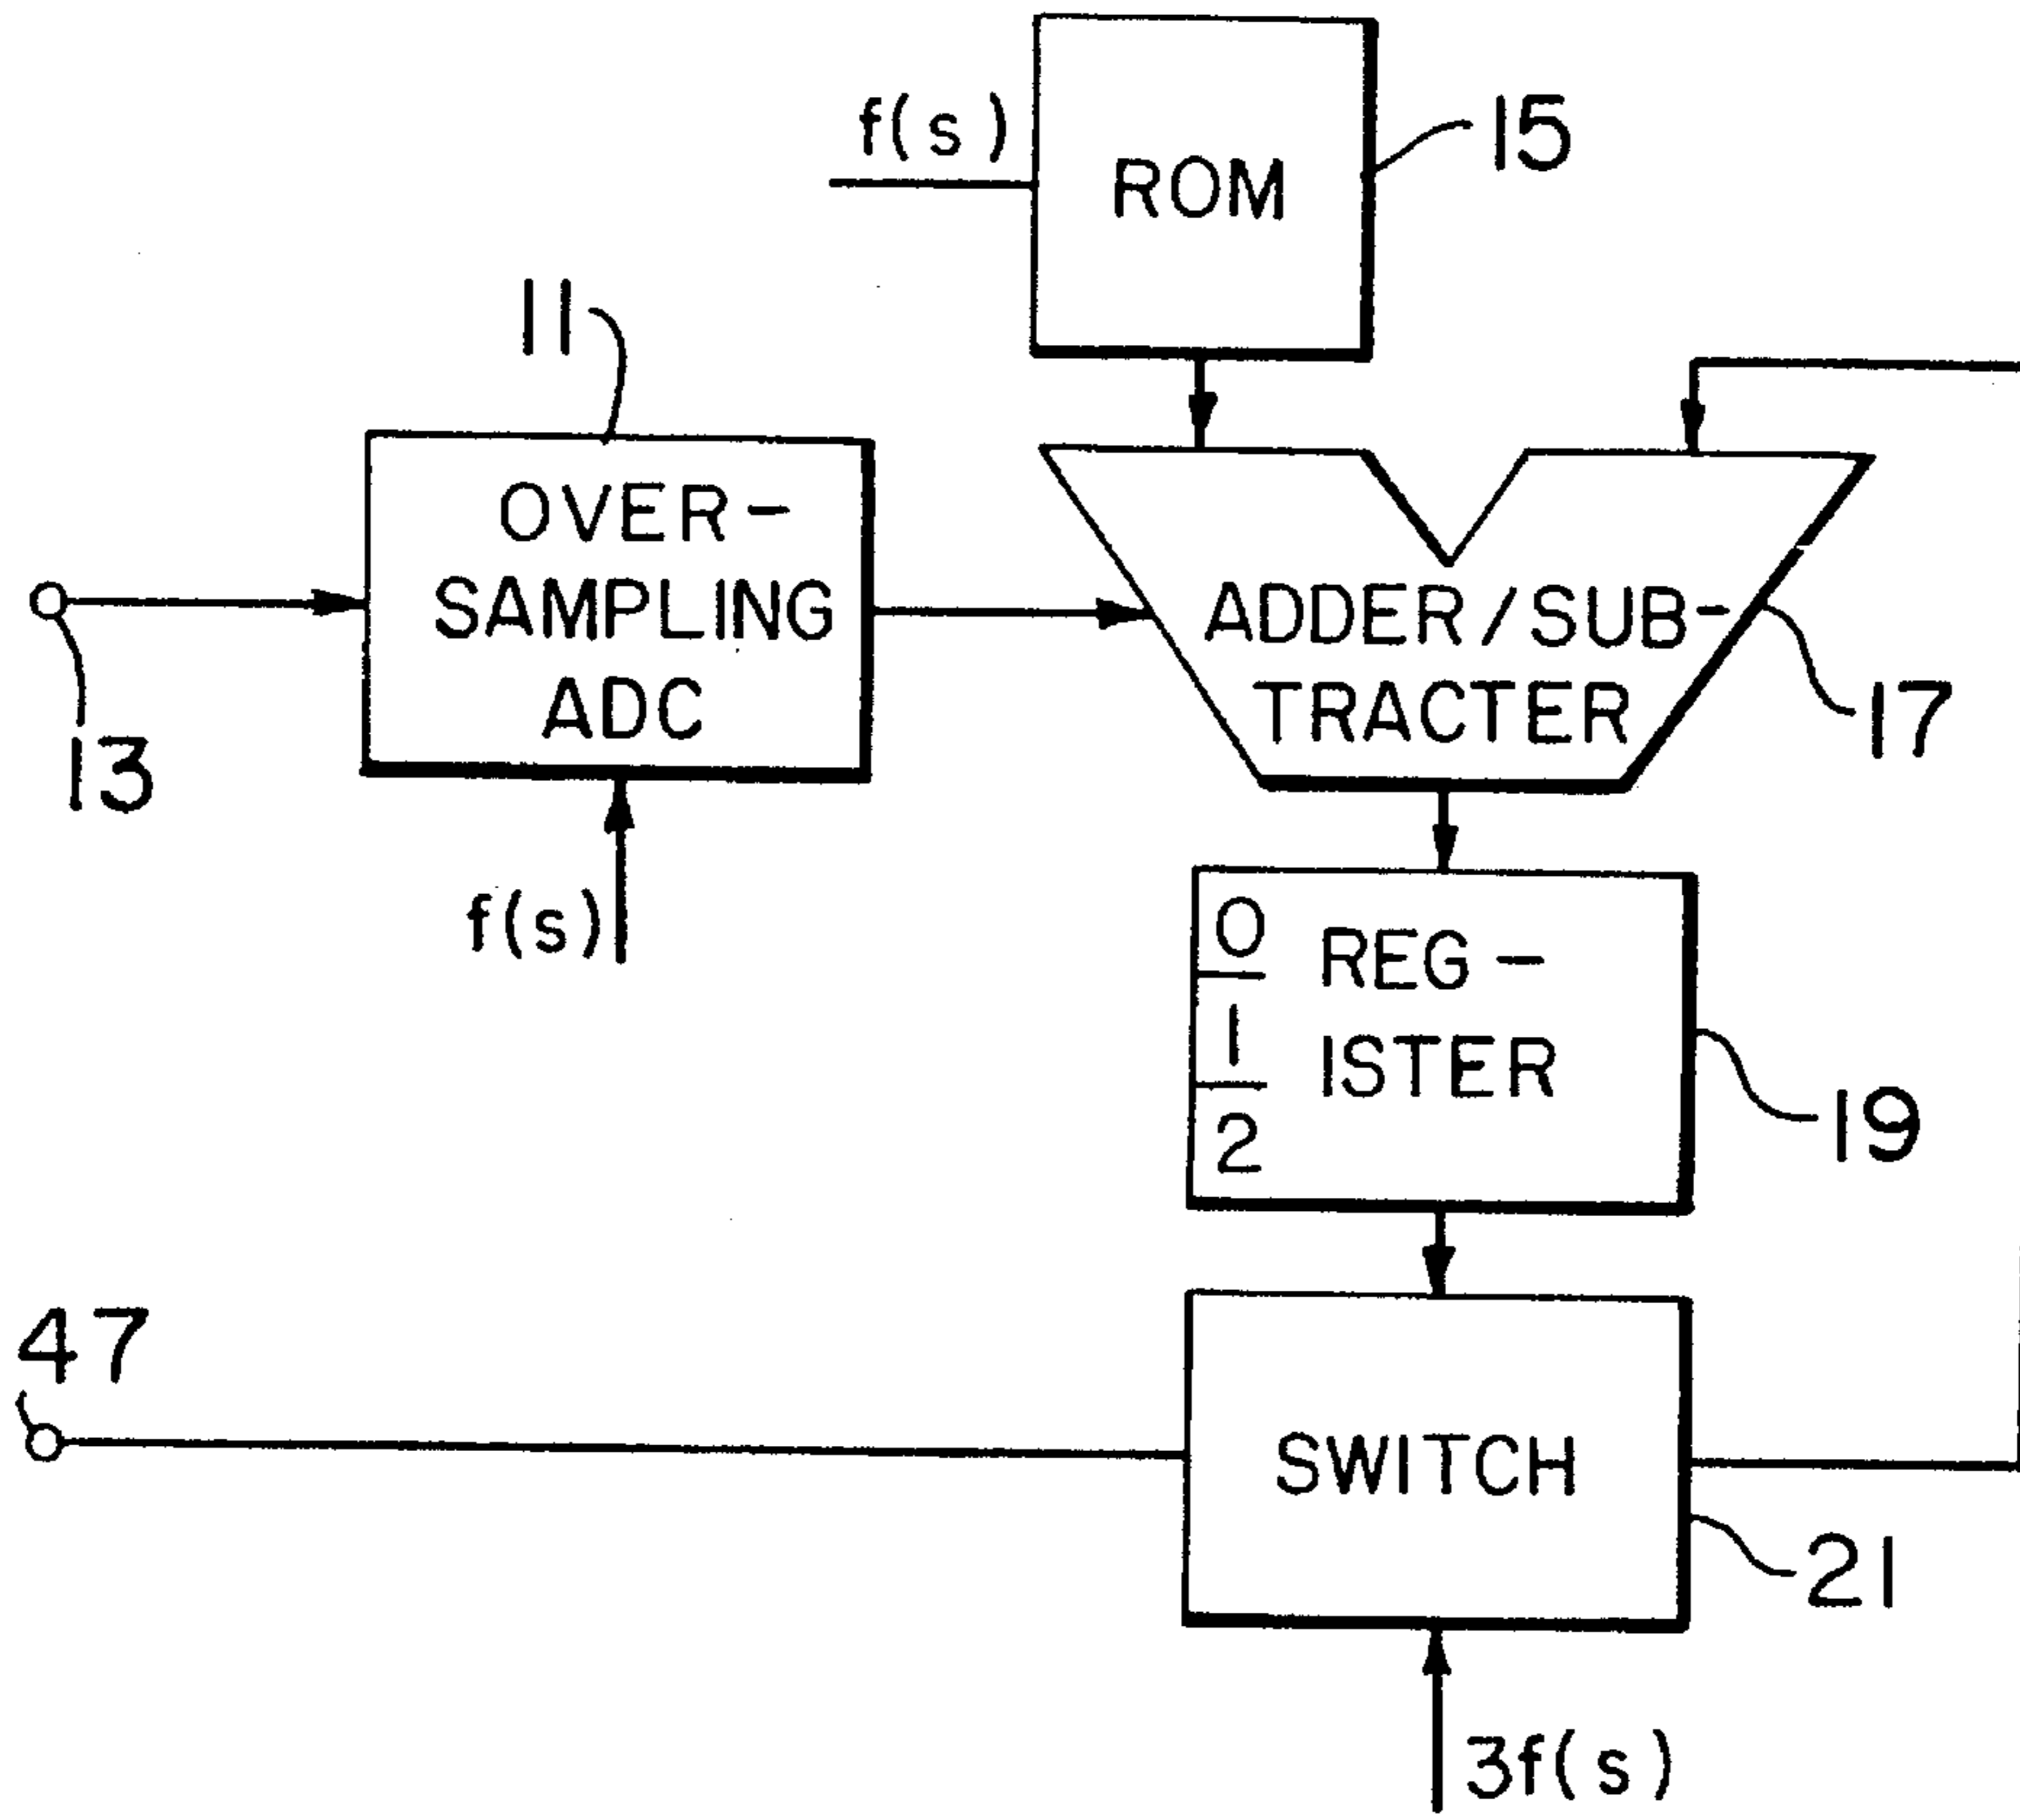 f(s)
ROM
15
11
OVER-
SAMPLING
ADC
13
f(s)
ADDER/SUB-
TRACTER
17
0
1
2
REG-
ISTER
19
47
SWITCH
21
3f(s)